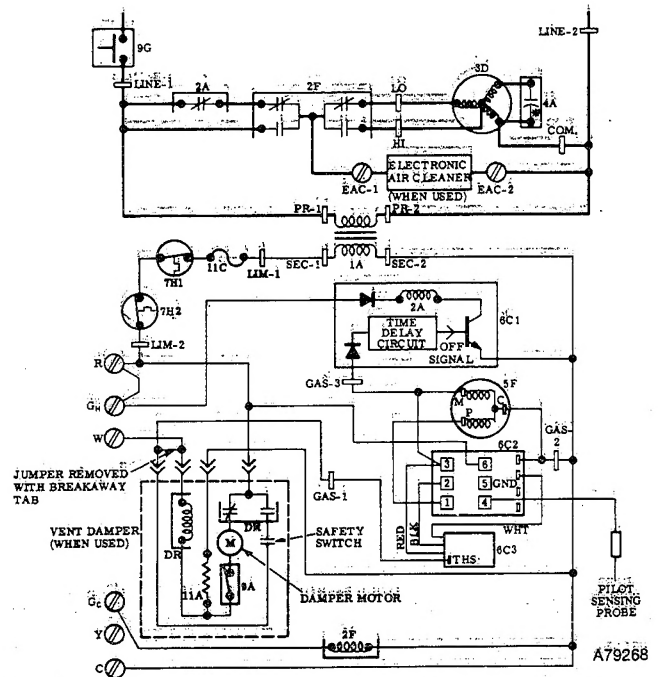 9G
LINE-1
LINE-2
2A
2F
LO
HI
3D
4A
COM.
ELECTRONIC
AIR CLEANER
(WHEN USED)
EAC-1
EAC-2
PR-1
PR-2
SEC-1
1A
SEC-2
7H1
11C
LIM-1
7H2
LIM-2
2A
6C1
TIME
DELAY
CIRCUIT
OFF
SIGNAL
GAS-3
5F
M
P
C
R
GH
W
JUMPER REMOVED
WITH BREAKAWAY
TAB
GAS-1
6C2
GAS-
2
3
6
2
5
GND
1
4
RED
BLK
WHT
THS
6C3
VENT DAMPER
(WHEN USED)
DR
DR
SAFETY
SWITCH
M
DAMPER MOTOR
11A
9A
PILOT
SENSING
PROBE
GC
Y
C
2F
A79268